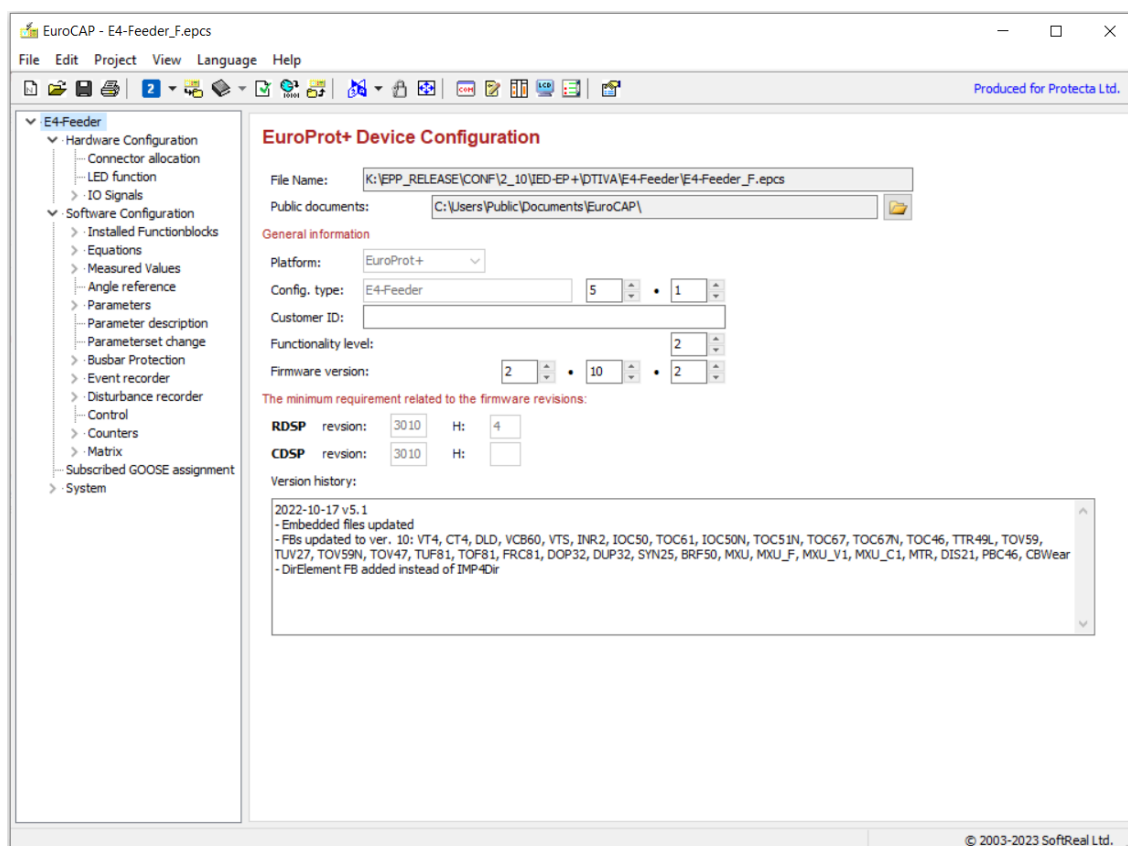 EuroCAP - E4-Feeder_F.epcs
File Edit Project View Language Help
2
COM
LCD
Produced for Protecta Ltd.
E4-Feeder
Hardware Configuration
Connector allocation
LED function
IO Signals
Software Configuration
Installed Functionblocks
Equations
Measured Values
Angle reference
Parameters
Parameter description
Parameterset change
Busbar Protection
Event recorder
Disturbance recorder
Control
Counters
Matrix
Subscribed GOOSE assignment
System
EuroProt+ Device Configuration
File Name: K:\EPP_RELEASE\CONF\2_10\IED-EP+\DTIVA\E4-Feeder\E4-Feeder_F.epcs
Public documents: C:\Users\Public\Documents\EuroCAP\
General information
Platform: EuroProt+
Config. type: E4-Feeder 5 • 1
Customer ID:
Functionality level: 2
Firmware version: 2 • 10 • 2
The minimum requirement related to the firmware revisions:
RDSP revsion: 3010 H: 4
CDSP revsion: 3010 H:
Version history:
2022-10-17 v5.1
- Embedded files updated
- FBs updated to ver. 10: VT4, CT4, DLD, VCB60, VTS, INR2, IOC50, TOC61, IOC50N, TOC51N, TOC67, TOC67N, TOC46, TTR49L, TOV59,
TUV27, TOV59N, TOV47, TUF81, TOF81, FRC81, DOP32, DUP32, SYN25, BRF50, MXU, MXU_F, MXU_V1, MXU_C1, MTR, DIS21, PBC46, CBWear
- DirElement FB added instead of IMP4Dir
© 2003-2023 SoftReal Ltd.